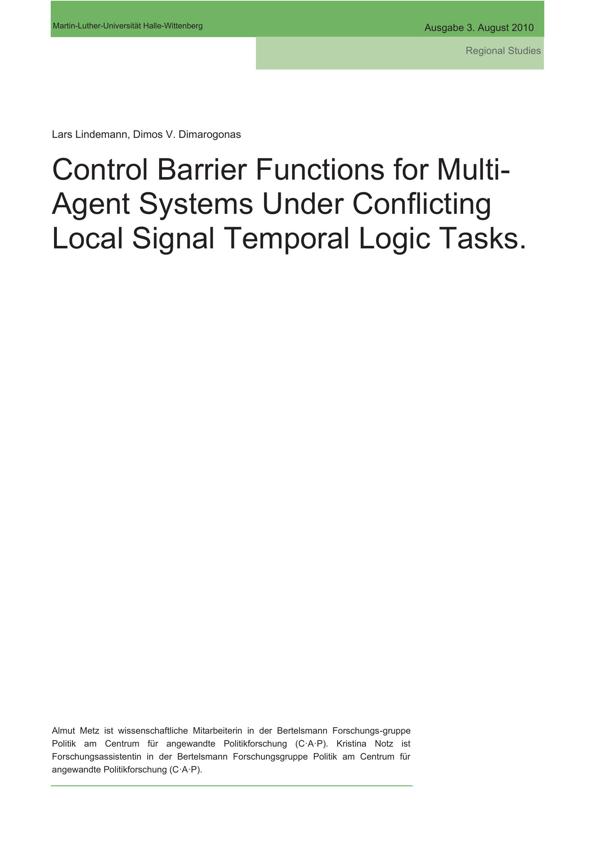 Martin-Luther-Universität Halle-Wittenberg
Ausgabe 3. August 2010
Regional Studies
Lars Lindemann, Dimos V. Dimarogonas
Control Barrier Functions for Multi-
Agent Systems Under Conflicting
Local Signal Temporal Logic Tasks.
Almut Metz ist wissenschaftliche Mitarbeiterin in der Bertelsmann Forschungs-gruppe
Politik am Centrum für angewandte Politikforschung (C·A·P). Kristina Notz ist
Forschungsassistentin in der Bertelsmann Forschungsgruppe Politik am Centrum für
angewandte Politikforschung (C·A·P).